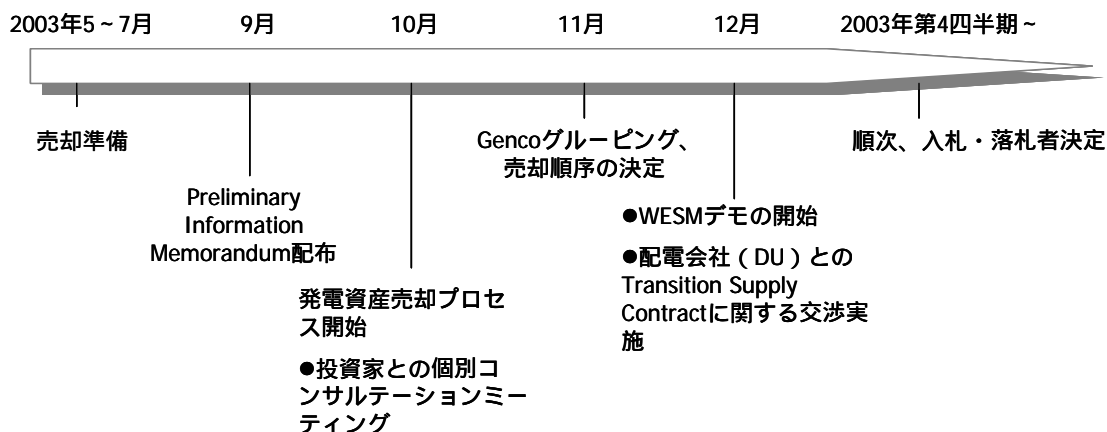 2003年5～7月
9月
10月
11月
12月
2003年第4四半期～
売却準備
Preliminary
Information
Memorandum配布
発電資産売却プロセ
ス開始
●投資家との個別コ
ンサルテーションミー
ティング
Gencoグルーピング、
売却順序の決定
●WESMデモの開始
●配電会社（DU）との
Transition Supply
Contractに関する交渉実
施
順次、入札・落札者決定